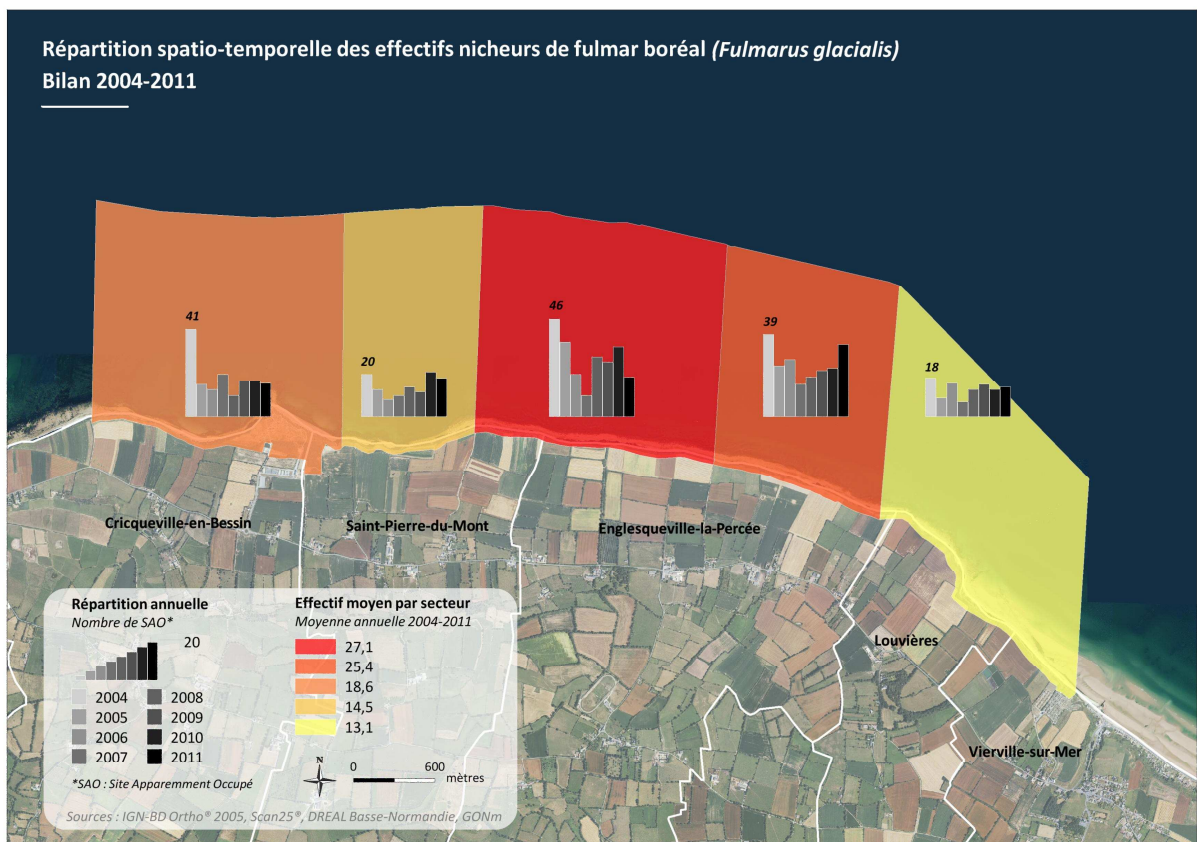 Répartition spatio-temporelle des effectifs nicheurs de fulmar boréal (Fulmarus glacialis)
Bilan 2004-2011
41
20
46
39
18
Cricqueville-en-Bessin
Saint-Pierre-du-Mont
Englesqueville-la-Percée
Louvières
Vierville-sur-Mer
Répartition annuelle
Nombre de SAO*
20
2004
2008
2005
2009
2006
2010
2007
2011
*SAO : Site Apparemment Occupé
Effectif moyen par secteur
Moyenne annuelle 2004-2011
27,1
25,4
18,6
14,5
13,1
N
0 600 mètres
Sources : IGN-BD Ortho® 2005, Scan25®, DREAL Basse-Normandie, GONm